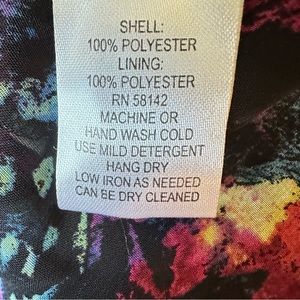 SHELL:
100% POLYESTER
LINING:
100% POLYESTER
RN 58142
MACHINE OR
HAND WASH COLD
USE MILD DETERGENT
HANG DRY
LOW IRON AS NEEDED
CAN BE DRY CLEANED